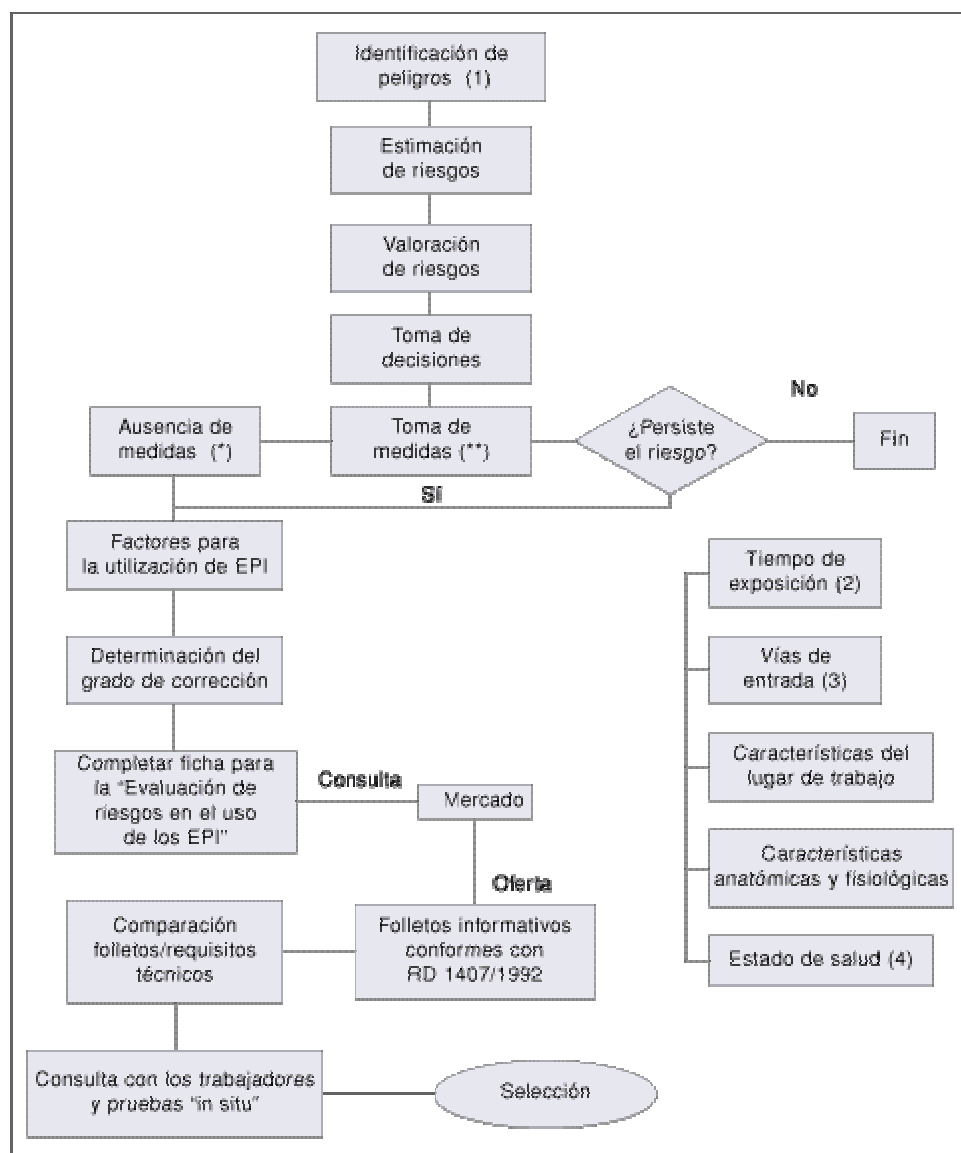 Identificación de
peligros (1)
Estimación
de riesgos
Valoración
de riesgos
Toma de
decisiones
No
Ausencia de
medidas (*)
Toma de
medidas (**)
¿Persiste
el riesgo?
Fin
Sí
Factores para
la utilización de EPI
Determinación del
grado de corrección
Completar ficha para
la "Evaluación de
riesgos en el uso
de los EPI"
Consulta
Mercado
Oferta
Folletos informativos
conformes con
RD 1407/1992
Comparación
folletos/requisitos
técnicos
Consulta con los trabajadores
y pruebas "in situ"
Selección
Tiempo de
exposición (2)
Vías de
entrada (3)
Características del
lugar de trabajo
Características
anatómicas y fisiológicas
Estado de salud (4)